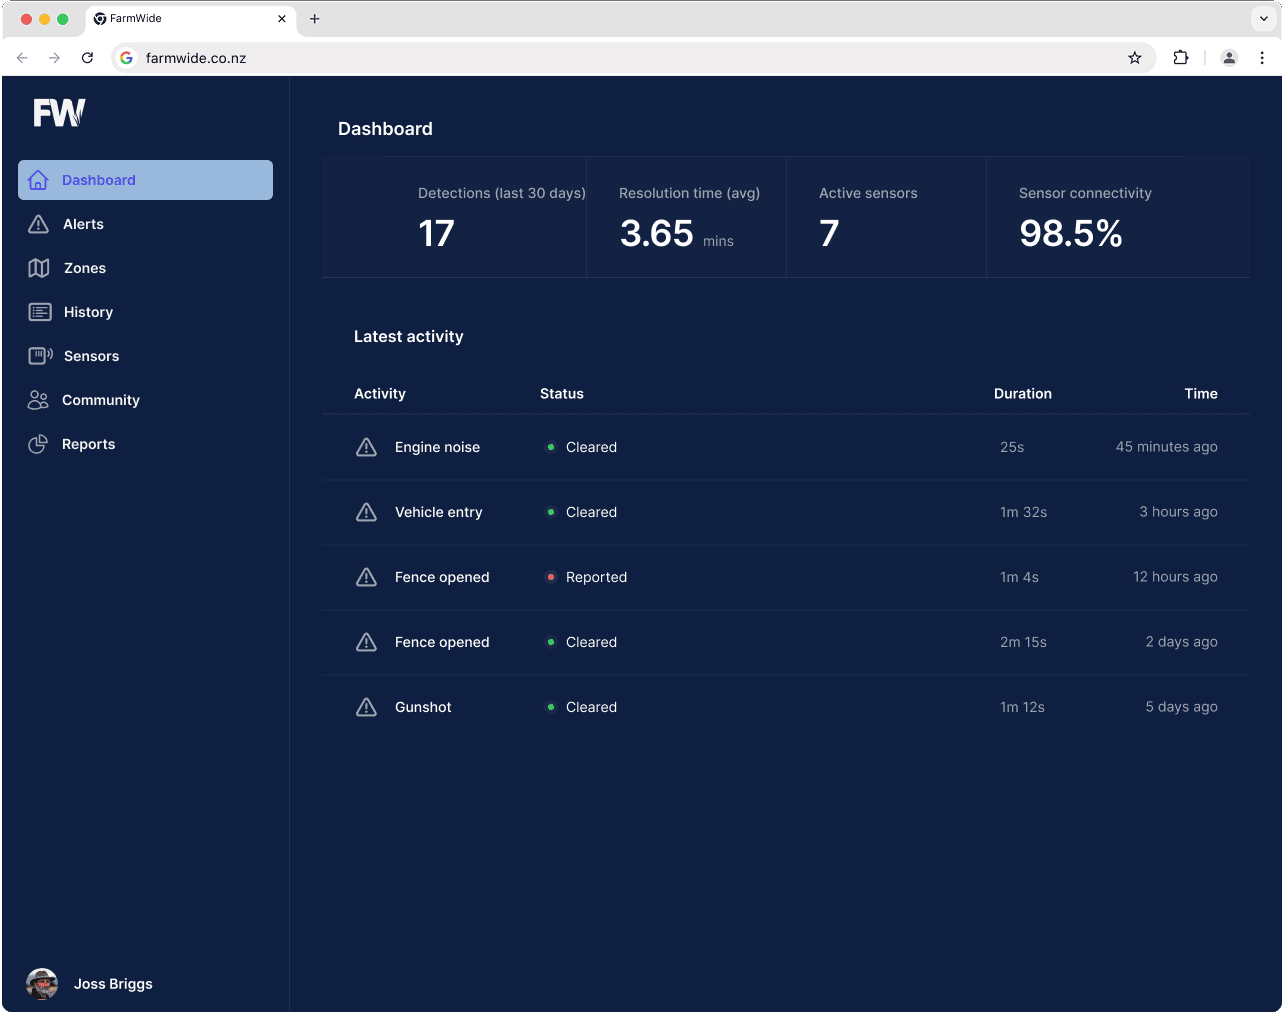 FarmWide
farmwide.co.nz
FW
Dashboard
Alerts
Zones
History
Sensors
Community
Reports
Joss Briggs
Dashboard
Detections (last 30 days)
17
Resolution time (avg)
3.65 mins
Active sensors
7
Sensor connectivity
98.5%
Latest activity
Activity Status Duration Time
Engine noise Cleared 25s 45 minutes ago
Vehicle entry Cleared 1m 32s 3 hours ago
Fence opened Reported 1m 4s 12 hours ago
Fence opened Cleared 2m 15s 2 days ago
Gunshot Cleared 1m 12s 5 days ago